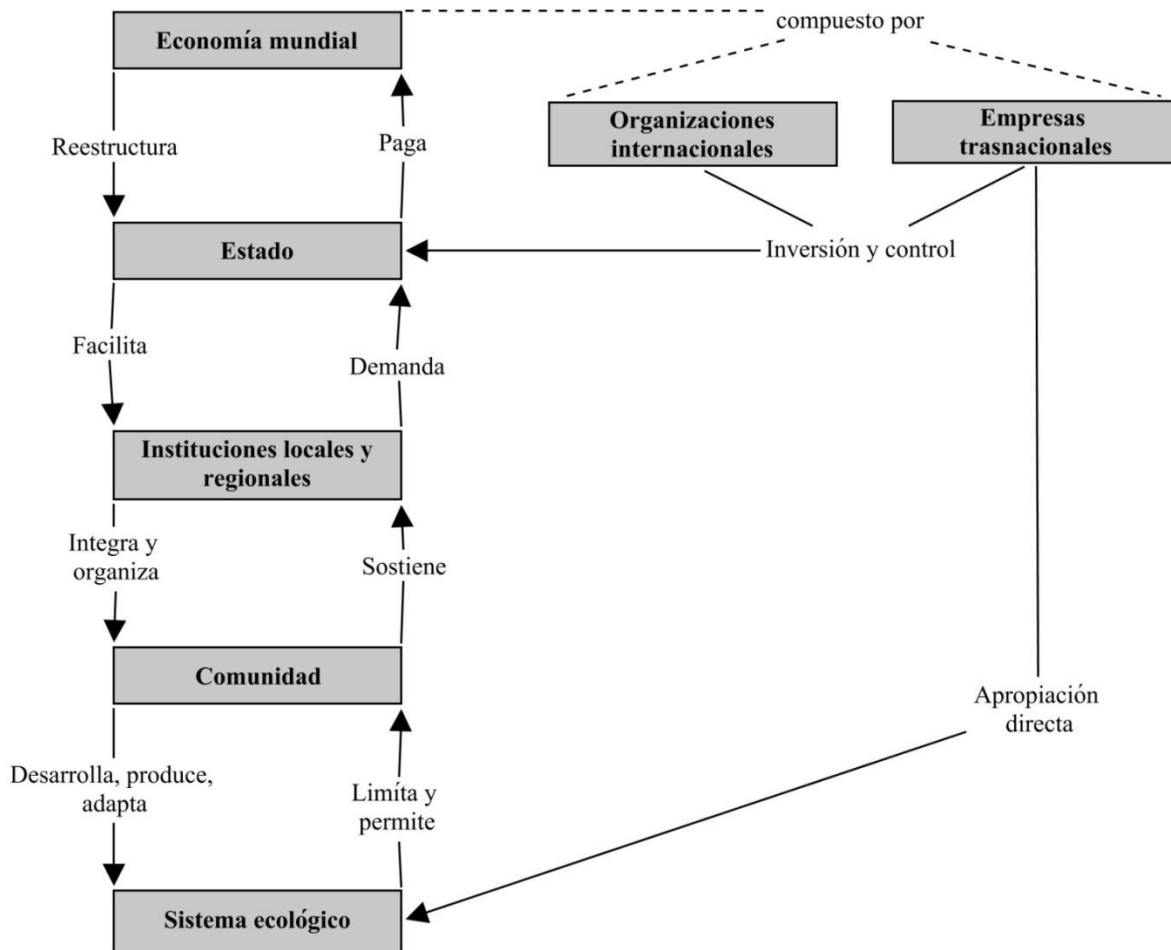 Economía mundial
compuesto por
Organizaciones
internacionales
Empresas
trasnacionales
Reestructura
Paga
Estado
Inversión y control
Facilita
Demanda
Instituciones locales y
regionales
Integra y
organiza
Sostiene
Comunidad
Apropiación
directa
Desarrolla, produce,
adapta
Limíta y
permite
Sistema ecológico